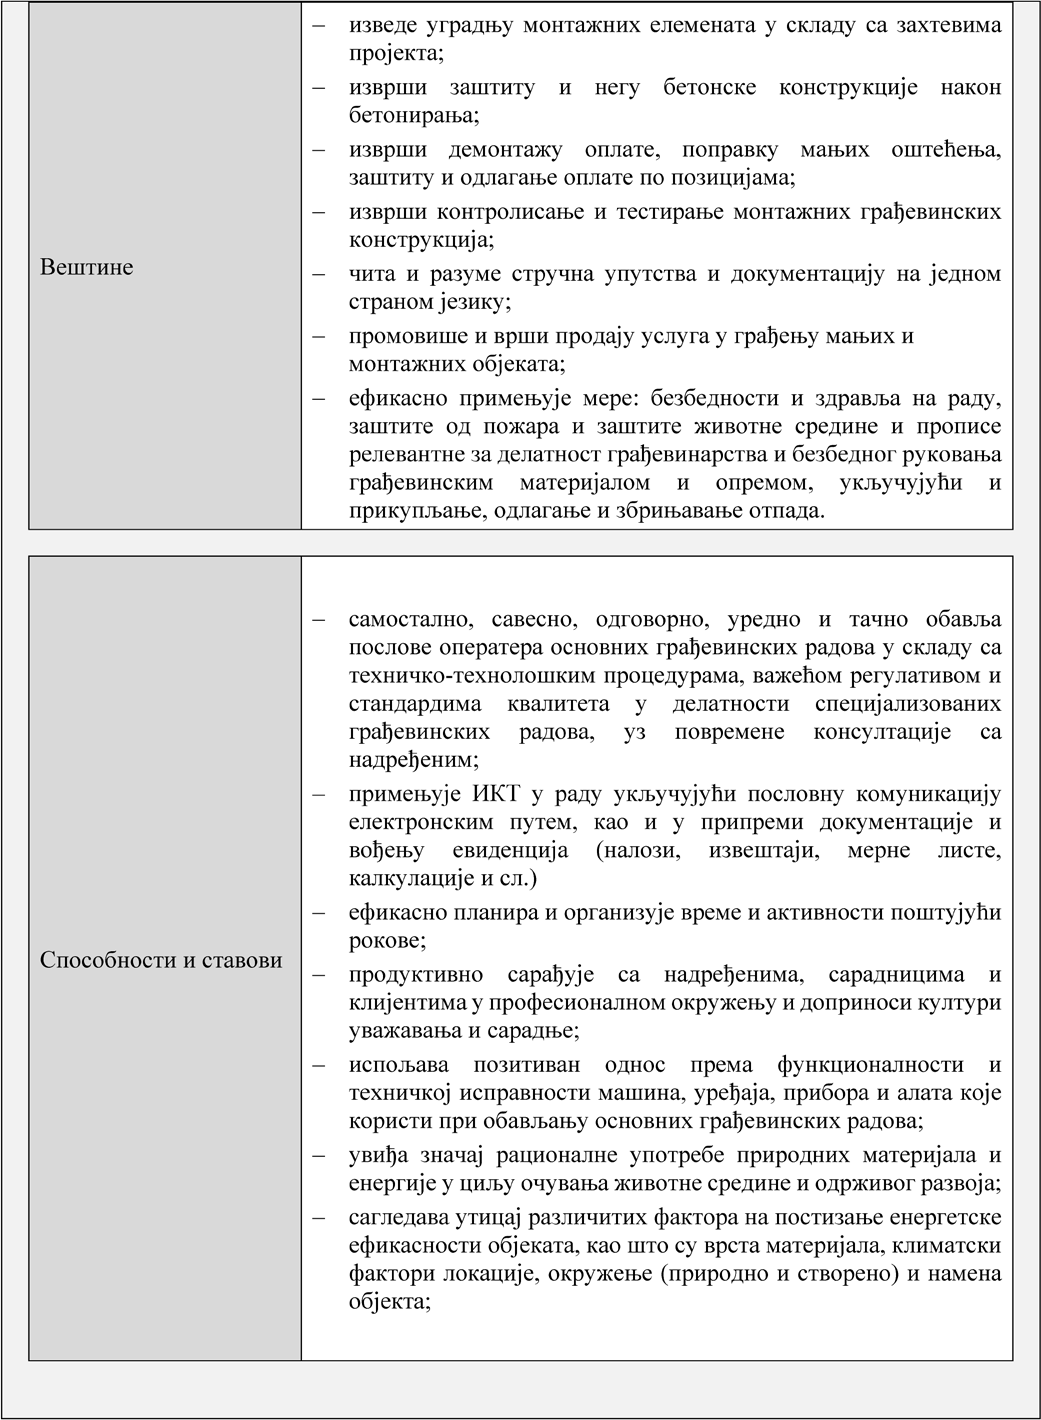 – изведе уградњу монтажних елемената у складу са захтевима
пројекта;
– изврши заштиту и негу бетонске конструкције након
бетонирања;
– изврши демонтажу оплате, поправку мањих оштећења,
заштиту и одлагање оплате по позицијама;
– изврши контролисање и тестирање монтажних грађевинских
конструкција;
Вештине
– чита и разуме стручна упутства и документацију на једном
страном језику;
– промовише и врши продају услуга у грађењу мањих и
монтажних објеката;
– ефикасно примењује мере: безбедности и здравља на раду,
заштите од пожара и заштите животне средине и прописе
релевантне за делатност грађевинарства и безбедног руковања
грађевинским материјалом и опремом, укључујући и
прикупљање, одлагање и збрињавање отпада.
– самостално, савесно, одговорно, уредно и тачно обавља
послове оператера основних грађевинских радова у складу са
техничко-технолошким процедурама, важећом регулативом и
стандардима квалитета у делатности специјализованих
грађевинских радова, уз повремене консултације са
надређеним;
– примењује ИКТ у раду укључујући пословну комуникацију
електронским путем, као и у припреми документације и
вођењу евиденција (налози, извештаји, мерне листе,
калкулације и сл.)
– ефикасно планира и организује време и активности поштујући
рокове;
Способности и ставови
– продуктивно сарађује са надређенима, сарадницима и
клијентима у професионалном окружењу и доприноси култури
уважавања и сарадње;
– испољава позитиван однос према функционалности и
техничкој исправности машина, уређаја, прибора и алата које
користи при обављању основних грађевинских радова;
– увиђа значај рационалне употребе природних материјала и
енергије у циљу очувања животне средине и одрживог развоја;
– сагледава утицај различитих фактора на постизање енергетске
ефикасности објеката, као што су врста материјала, климатски
фактори локације, окружење (природно и створено) и намена
објекта;